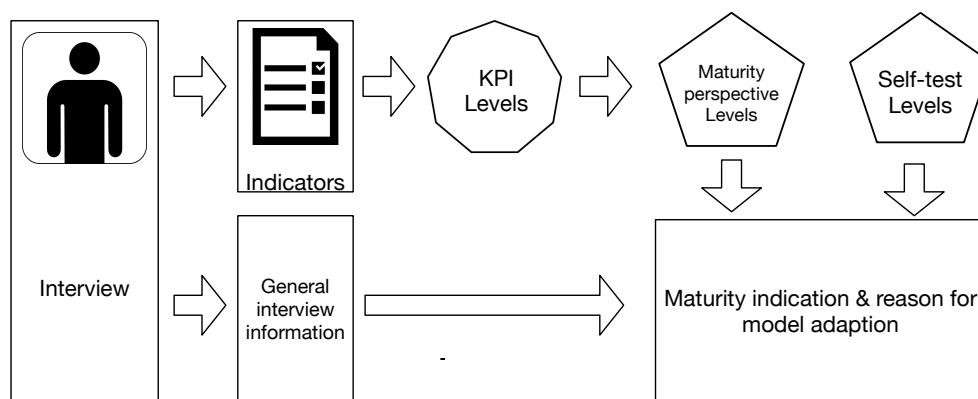 KPI
Levels
Maturity
perspective
Levels
Self-test
Levels
Indicators
Interview
General
interview
information
Maturity indication & reason for
model adaption
-